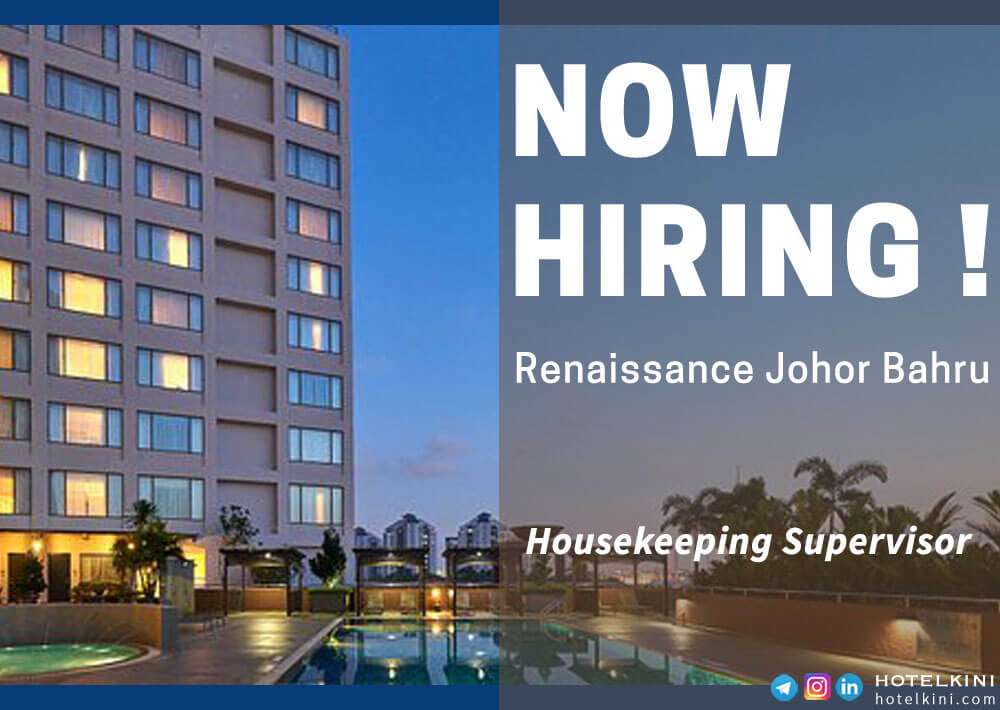 NOW
HIRING !
Renaissance Johor Bahru
Housekeeping Supervisor
HOTELKINI
hotelkini.com